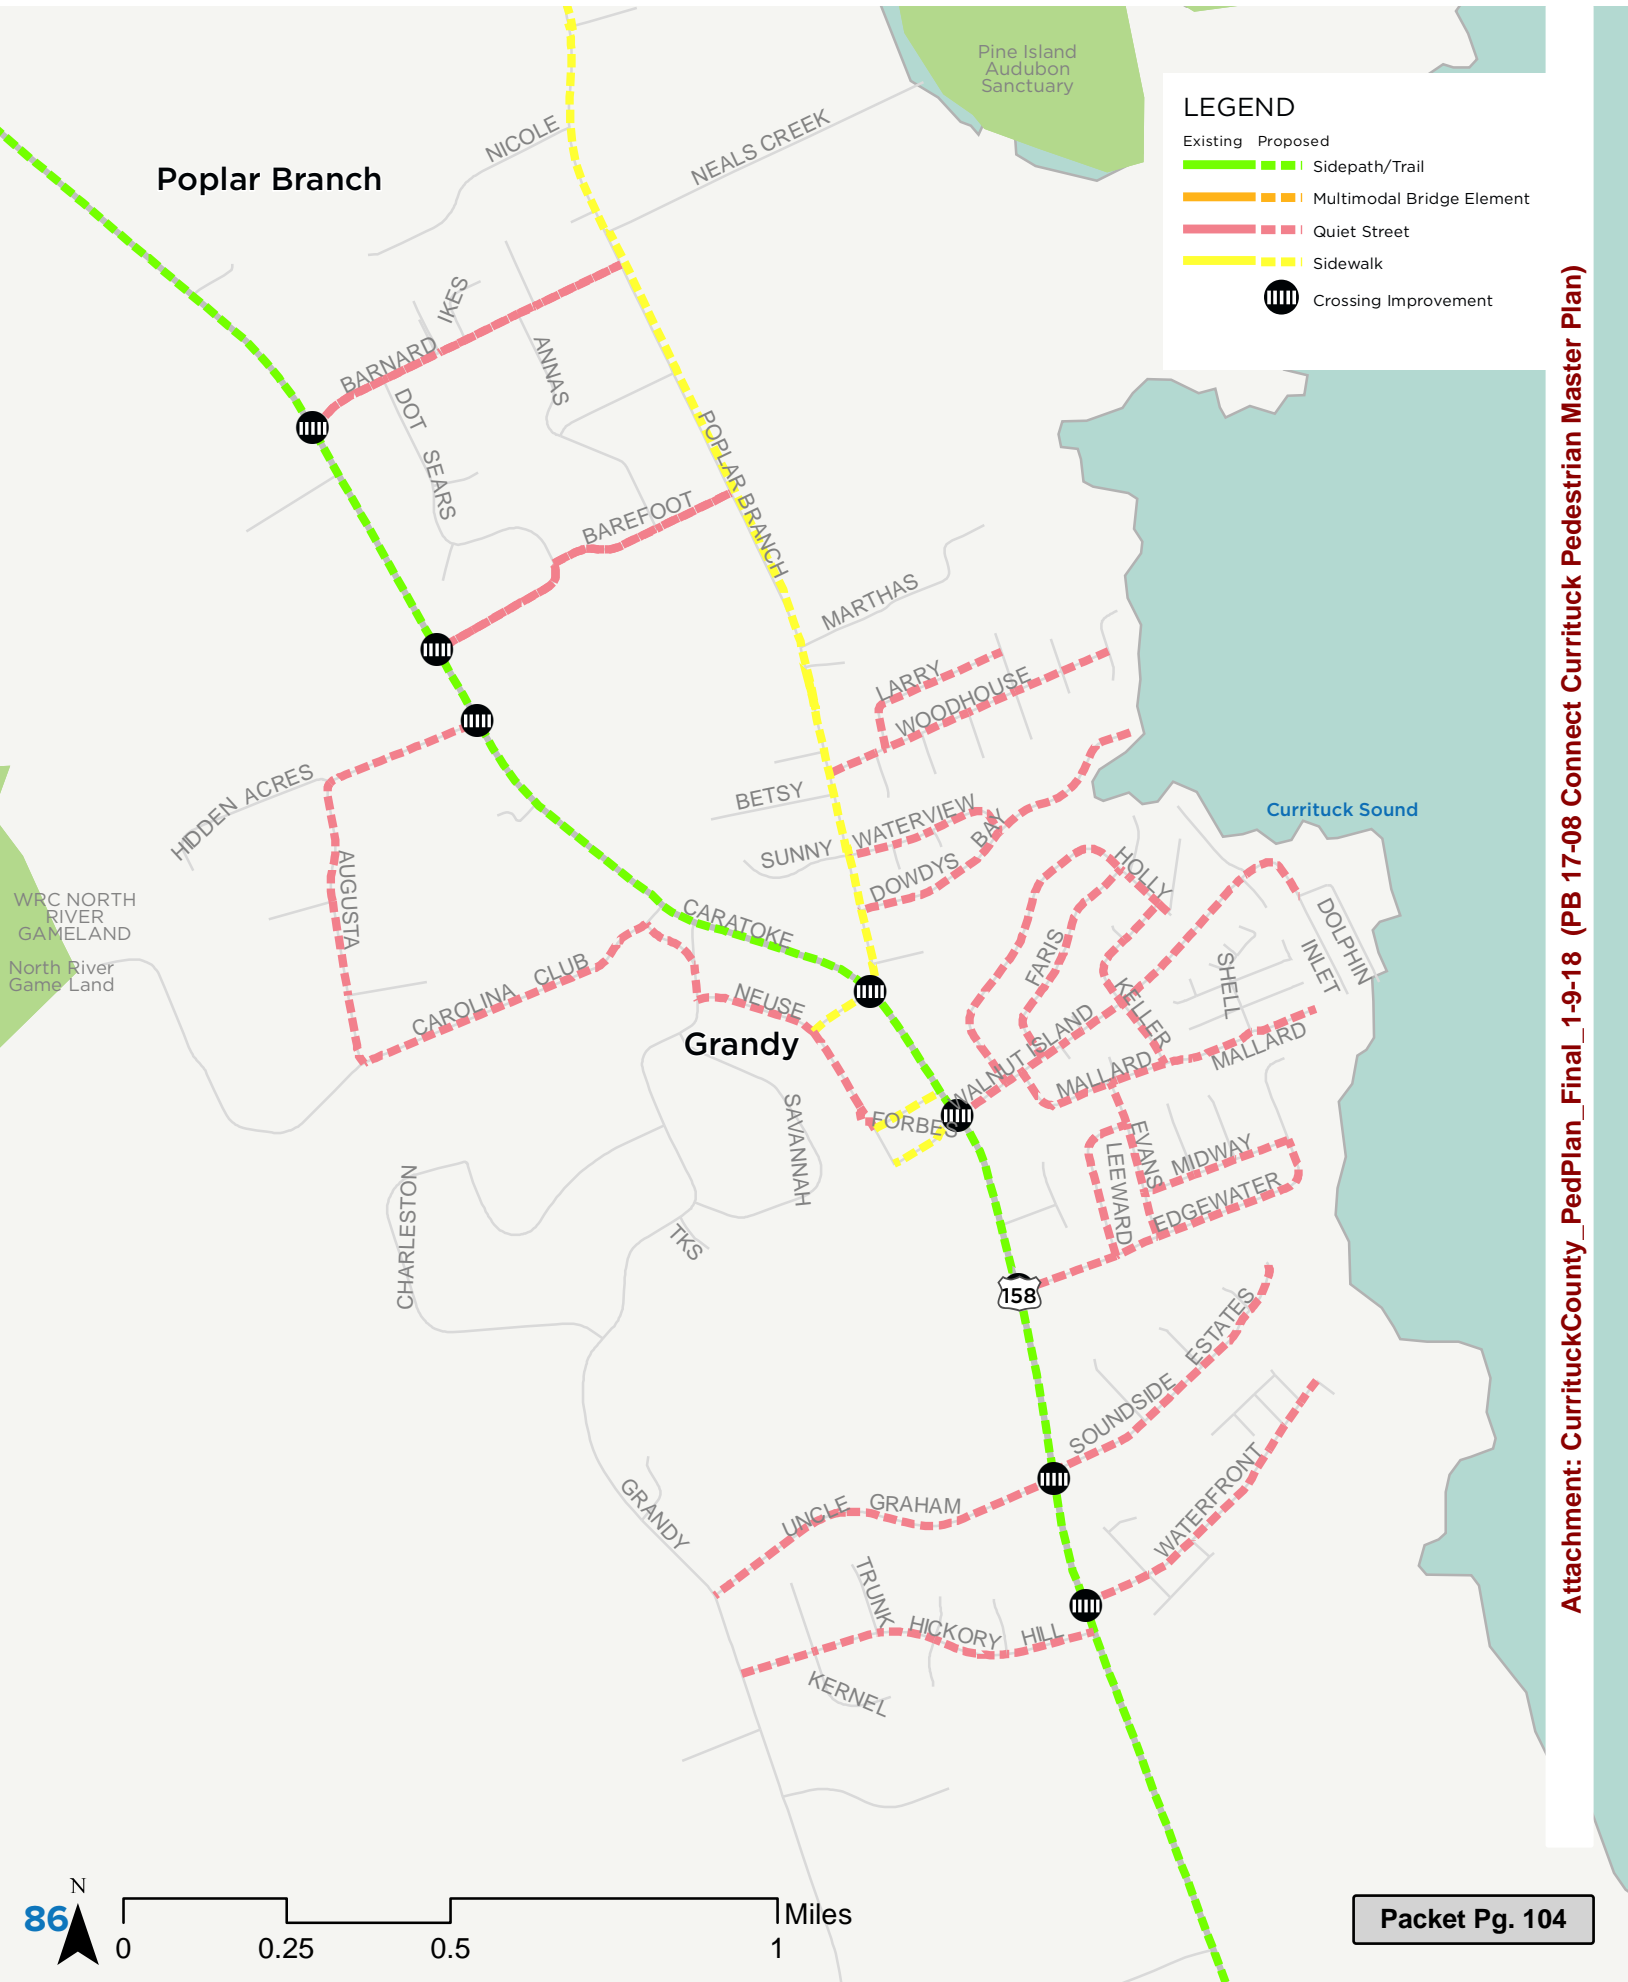 Pine Island
Audubon
Sanctuary
LEGEND
Existing Proposed
Sidepath/Trail
Multimodal Bridge Element
Quiet Street
Sidewalk
Crossing Improvement
Poplar Branch
NICOLE
NEALS CREEK
IKES
BARNARD
ANNAS
DOT SEARS
POPLAR BRANCH
BAREFOOT
MARTHAS
LARRY
WOODHOUSE
BETSY
HIDDEN ACRES
SUNNY
WATERVIEW
DOWDYS BAY
Currituck Sound
HOLLY
AUGUSTA
WRC NORTH
RIVER
GAMELAND
North River
Game Land
CARATOKE
CAROLINA CLUB
NEUSE
Grandy
FARIS
KELLER
SHELL
INLET
DOLPHIN
WALNUT ISLAND
MALLARD
MALLARD
FORBES
SAVANNAH
EVANS
LEEWARD
MIDWAY
EDGEWATER
CHARLESTON
TKS
158
SOUNDSIDE ESTATES
WATERFRONT
GRANDY
UNCLE GRAHAM
TRUNK
HICKORY HILL
KERNEL
Attachment: CurrituckCounty_PedPlan_Final_1-9-18 (PB 17-08 Connect Currituck Pedestrian Master Plan)
86
N
0 0.25 0.5 1
Miles
Packet Pg. 104